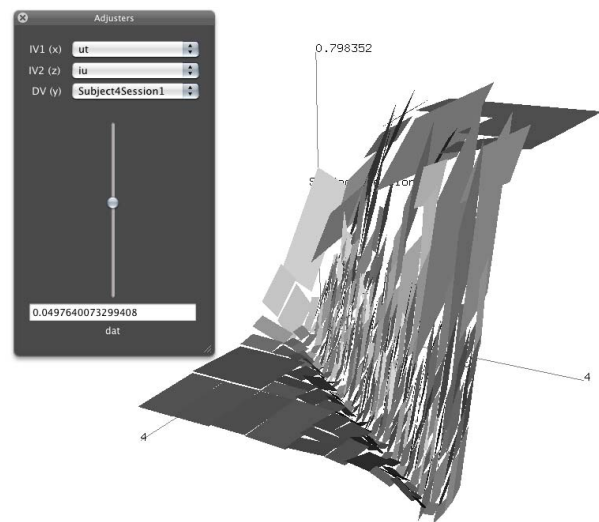 Adjusters
IV1 (x) ut
IV2 (z) iu
DV (y) Subject4Session1
0.0497640073299408
dat
0.798352
4
4